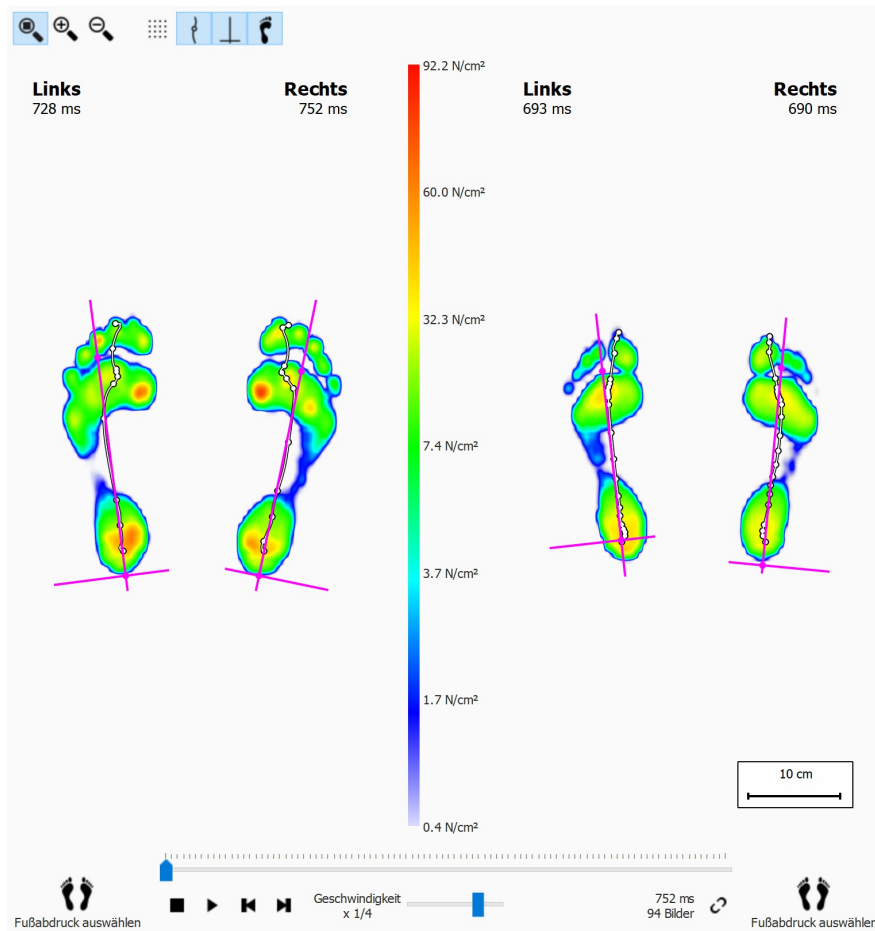 Links
728 ms
Rechts
752 ms
92.2 N/cm²
60.0 N/cm²
32.3 N/cm²
7.4 N/cm²
3.7 N/cm²
1.7 N/cm²
0.4 N/cm²
Links
693 ms
Rechts
690 ms
10 cm
Fußabdruck auswählen
Geschwindigkeit
x 1/4
752 ms
94 Bilder
Fußabdruck auswählen